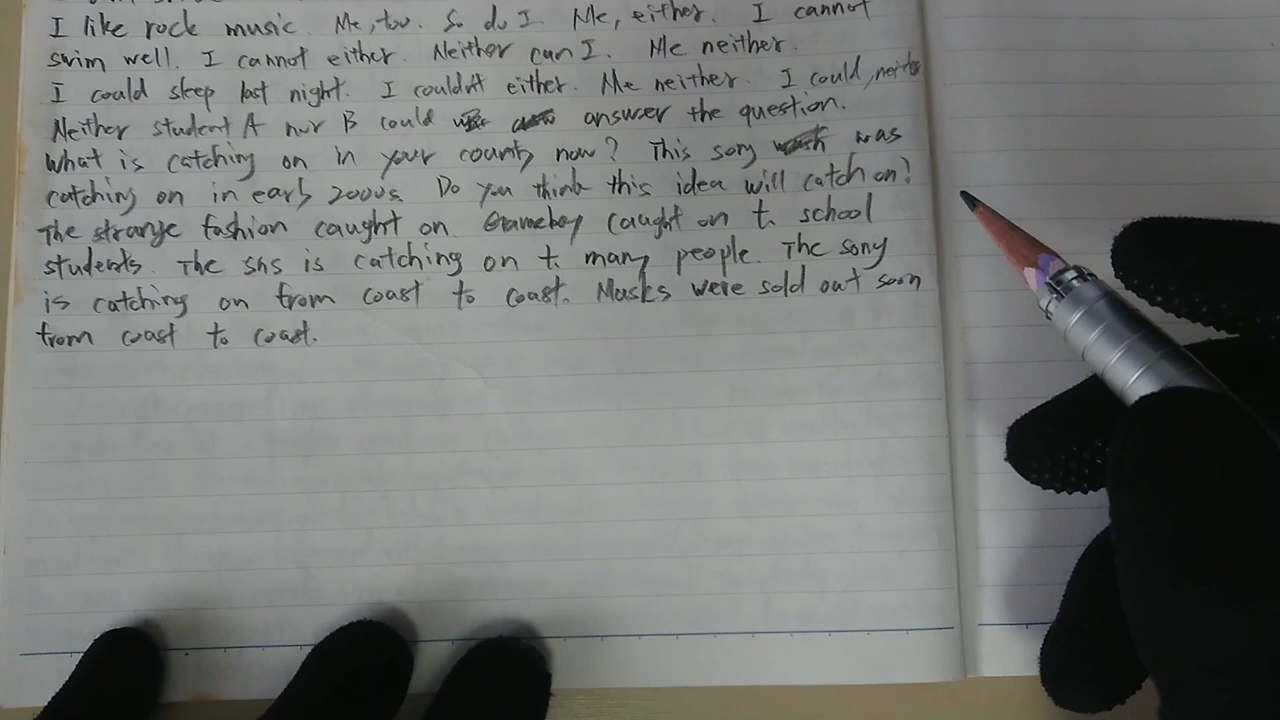 I like rock music. Me, too. So do I. Me, either. I cannot
swim well. I cannot either. Neither can I. Me neither.
I could sleep last night. I couldn't either. Me neither. I could, neither
Neither student A nor B could answer the question.
What is catching on in your country now? This song was
catching on in early 2000s. Do you think this idea will catch on?
The strange fashion caught on. Gameboy caught on to school
students. The SNS is catching on to many people. The song
is catching on from coast to coast. Masks were sold out soon
from coast to coast.